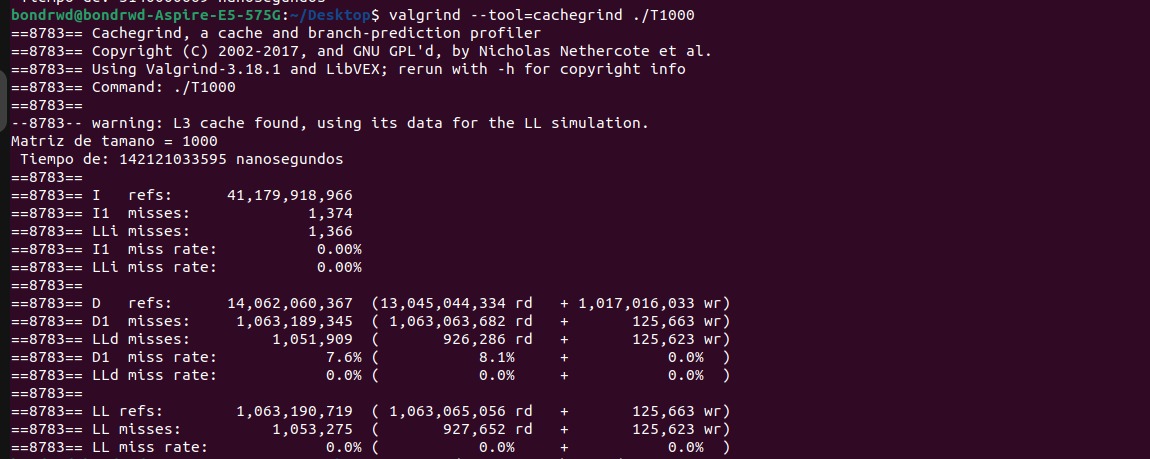 bondrwd@bondrwd-Aspire-E5-575G:~/Desktop$ valgrind --tool=cachegrind ./T1000
==8783== Cachegrind, a cache and branch-prediction profiler
==8783== Copyright (C) 2002-2017, and GNU GPL'd, by Nicholas Nethercote et al.
==8783== Using Valgrind-3.18.1 and LibVEX; rerun with -h for copyright info
==8783== Command: ./T1000
==8783==
--8783-- warning: L3 cache found, using its data for the LL simulation.
Matriz de tamano = 1000
 Tiempo de: 142121033595 nanosegundos
==8783==
==8783== I   refs:      41,179,918,966
==8783== I1  misses:             1,374
==8783== LLi misses:             1,366
==8783== I1  miss rate:           0.00%
==8783== LLi miss rate:           0.00%
==8783==
==8783== D   refs:      14,062,060,367  (13,045,044,334 rd   + 1,017,016,033 wr)
==8783== D1  misses:     1,063,189,345  ( 1,063,063,682 rd   +       125,663 wr)
==8783== LLd misses:         1,051,909  (       926,286 rd   +       125,623 wr)
==8783== D1  miss rate:            7.6% (           8.1%     +           0.0%  )
==8783== LLd miss rate:            0.0% (           0.0%     +           0.0%  )
==8783==
==8783== LL refs:        1,063,190,719  ( 1,063,065,056 rd   +       125,663 wr)
==8783== LL misses:          1,053,275  (       927,652 rd   +       125,623 wr)
==8783== LL miss rate:             0.0% (           0.0%     +           0.0%  )